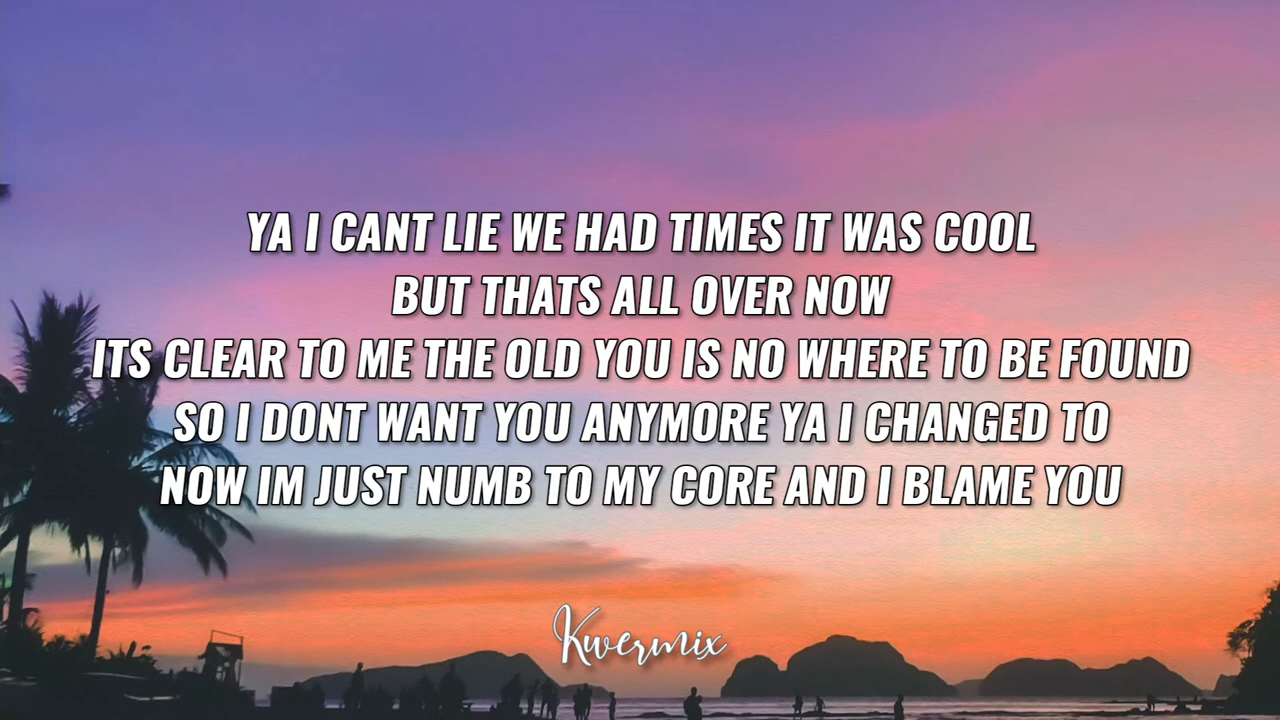 YA I CANT LIE WE HAD TIMES IT WAS COOL
BUT THATS ALL OVER NOW
ITS CLEAR TO ME THE OLD YOU IS NO WHERE TO BE FOUND
SO I DONT WANT YOU ANYMORE YA I CHANGED TO
NOW IM JUST NUMB TO MY CORE AND I BLAME YOU
Kwermix